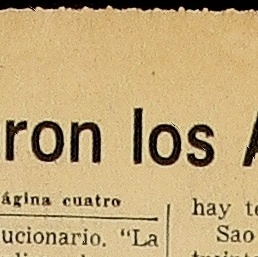 ron los A
ágina cuatro
ucionario. "La
hay te
Sao